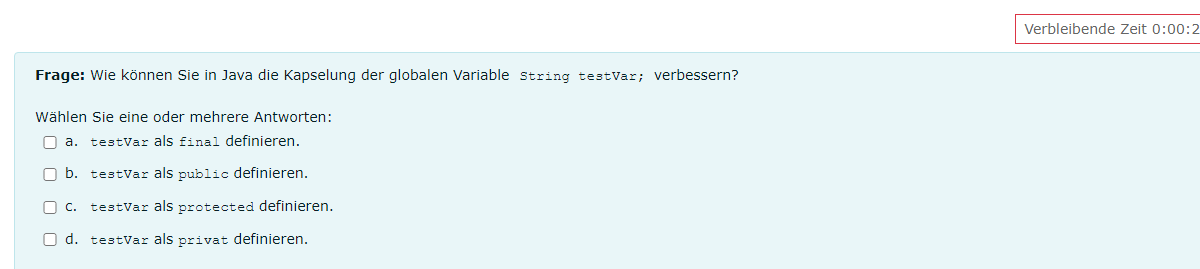 Verbleibende Zeit 0:00:2
Frage: Wie können Sie in Java die Kapselung der globalen Variable String testVar; verbessern?
Wählen Sie eine oder mehrere Antworten:
a. testVar als final definieren.
b. testVar als public definieren.
c. testVar als protected definieren.
d. testVar als privat definieren.